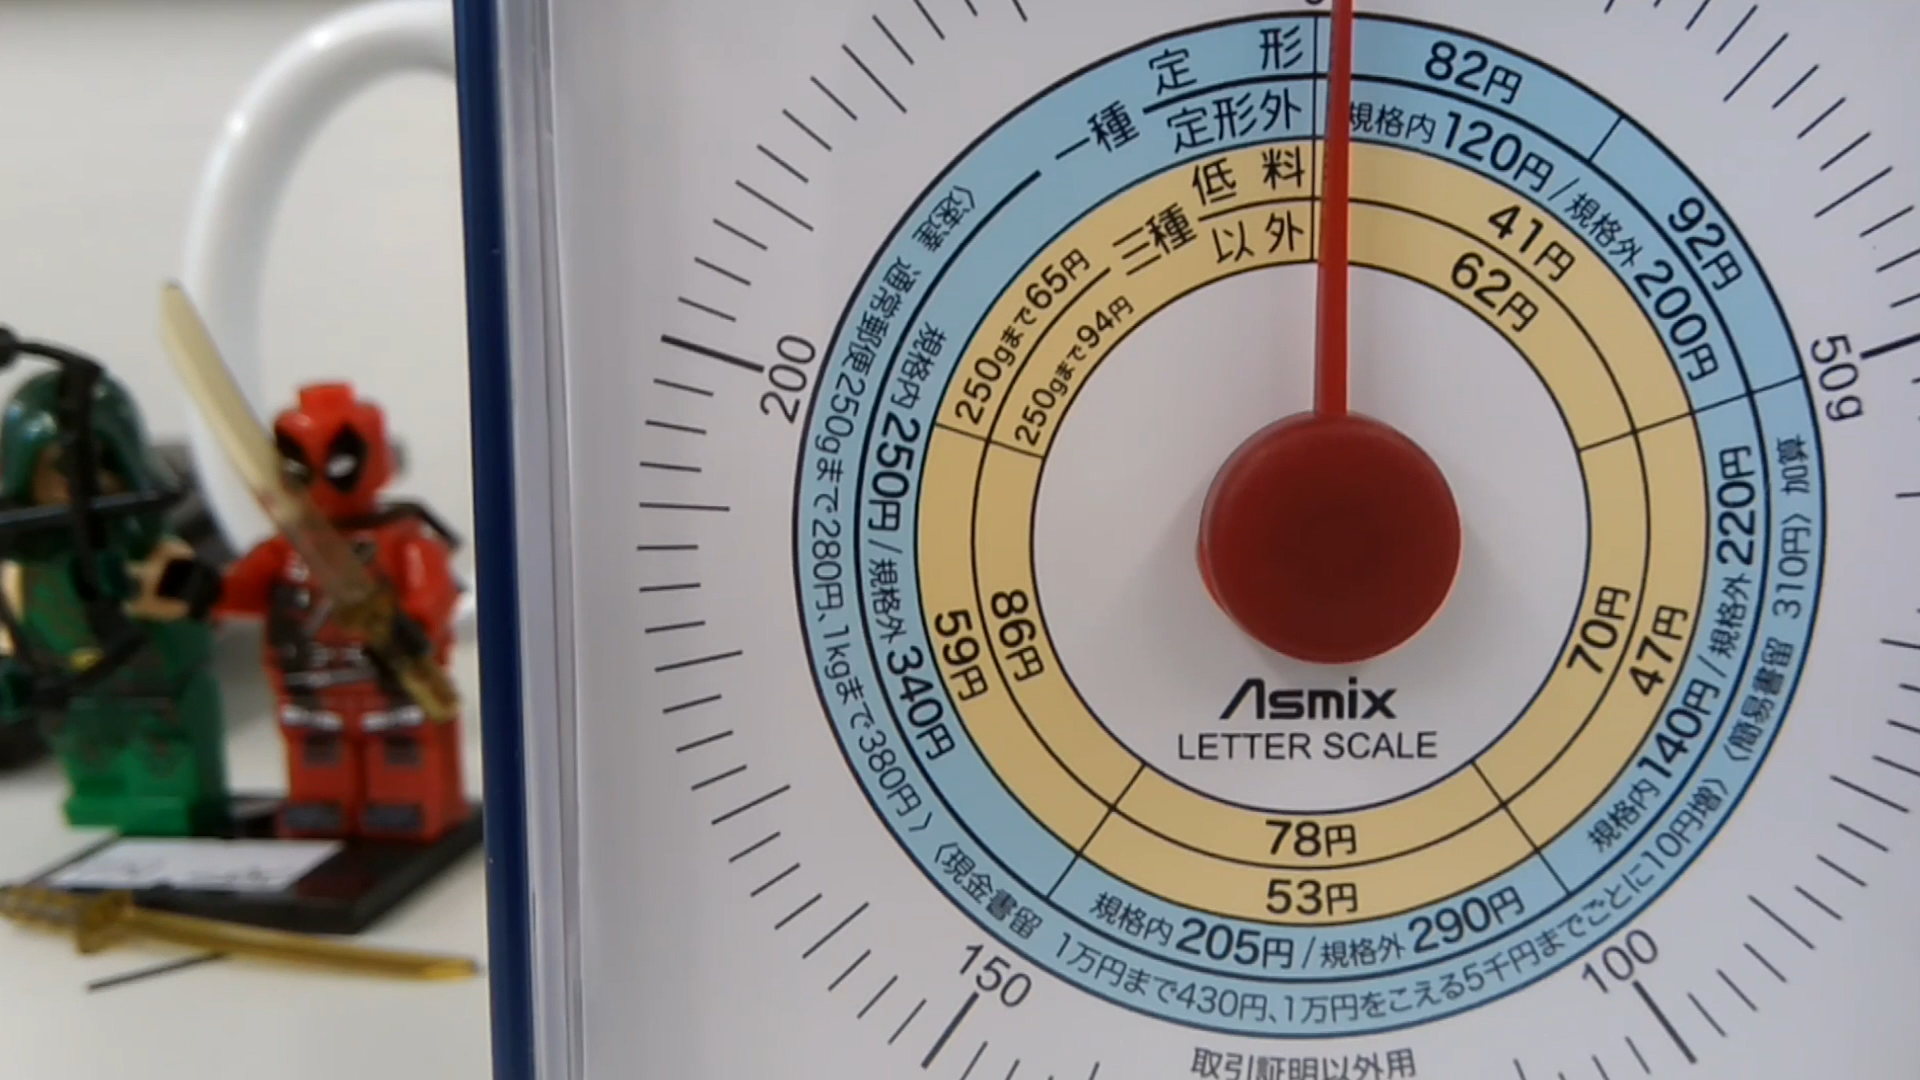 定 形 82円 92円
一種 定形外 規格内120円/規格外200円
規格内140円/規格外220円
規格内205円/規格外290円
規格内250円/規格外340円
低 料 41円 47円 53円 59円 250gまで65円
三種 以外 62円 70円 78円 86円 250gまで94円
〈速達 通常郵便250gまで280円、1kgまで380円〉〈現金書留 1万円まで430円、1万円をこえる5千円までごとに10円増〉〈簡易書留 310円〉加算
50g
100
150
200
Asmix
LETTER SCALE
取引証明以外用